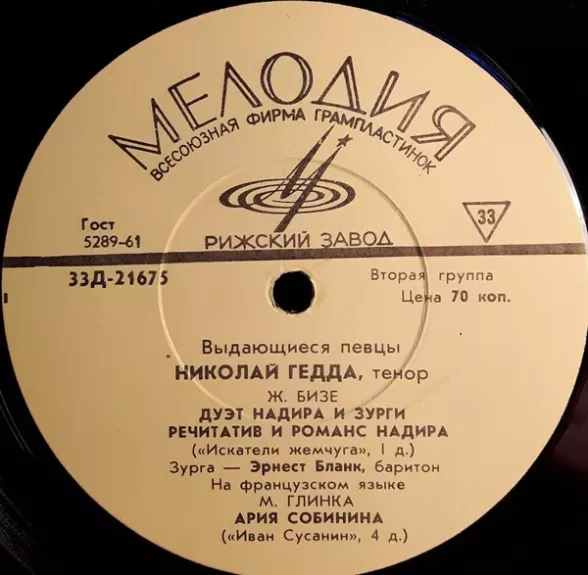 МЕЛОДИЯ
ВСЕСОЮЗНАЯ ФИРМА ГРАМПЛАСТИНОК
Гост
5289-61
РИЖСКИЙ ЗАВОД
33
33Д-21675
Вторая группа
Цена 70 коп.
Выдающиеся певцы
НИКОЛАЙ ГЕДДА, тенор
Ж. БИЗЕ
ДУЭТ НАДИРА И ЗУРГИ
РЕЧИТАТИВ И РОМАНС НАДИРА
(«Искатели жемчуга», I д.)
Зурга — Эрнест Бланк, баритон
На французском языке
М. ГЛИНКА
АРИЯ СОБИНИНА
(«Иван Сусанин», 4 д.)